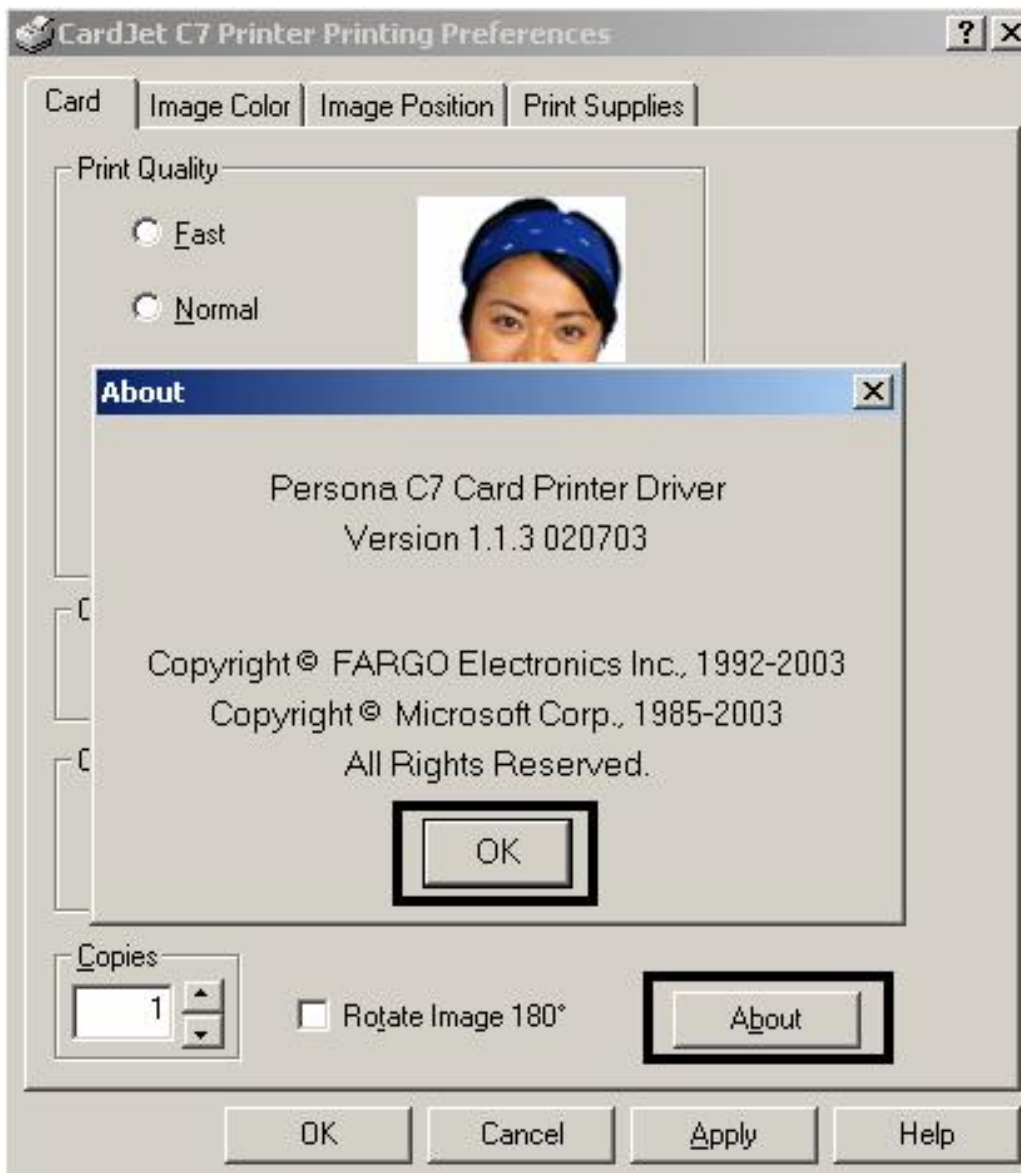 CardJet C7 Printer Printing Preferences
Card
Image Color
Image Position
Print Supplies
Print Quality
Fast
Normal
About
Persona C7 Card Printer Driver
Version 1.1.3 020703
Copyright © FARGO Electronics Inc., 1992-2003
Copyright © Microsoft Corp., 1985-2003
All Rights Reserved.
OK
Copies
1
Rotate Image 180°
About
OK
Cancel
Apply
Help